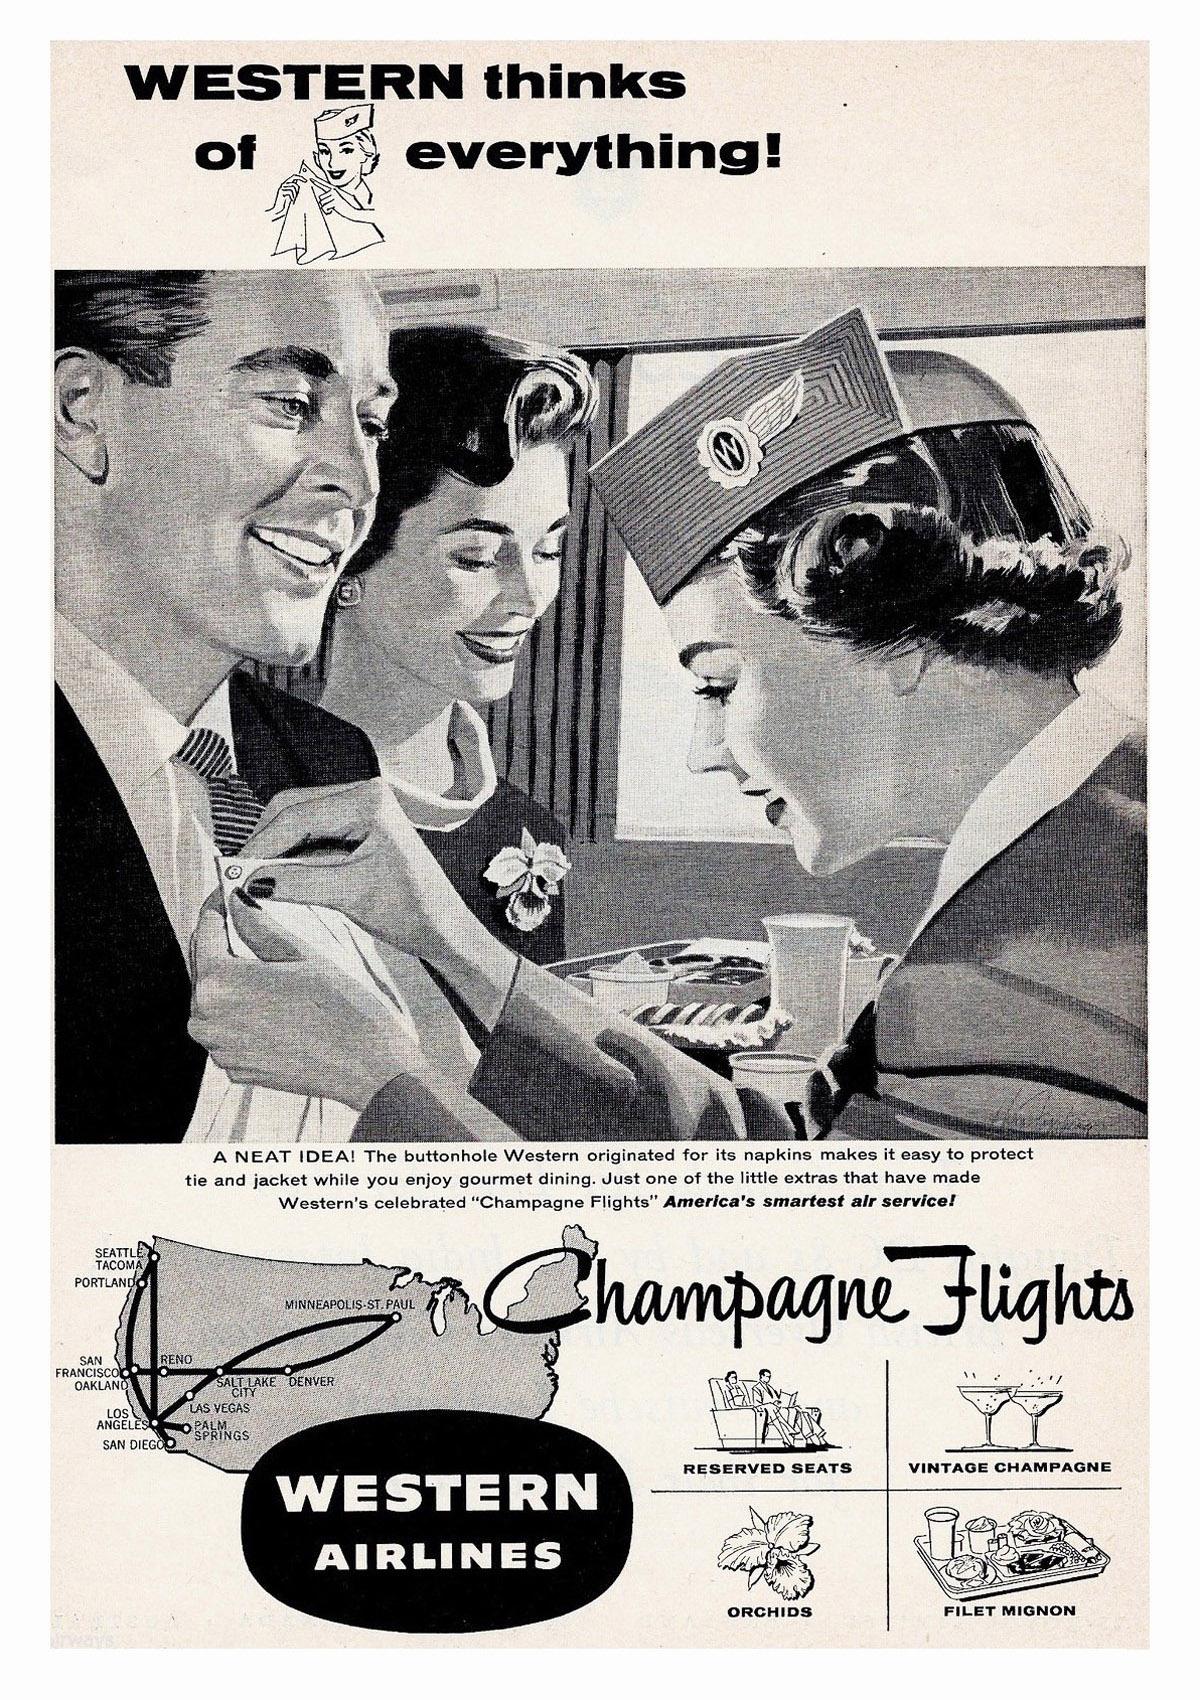 WESTERN thinks
of everything!
W
A NEAT IDEA! The buttonhole Western originated for its napkins makes it easy to protect
tie and jacket while you enjoy gourmet dining. Just one of the little extras that have made
Western's celebrated "Champagne Flights" America's smartest air service!
Champagne Flights
SEATTLE
TACOMA
PORTLAND
MINNEAPOLIS-ST. PAUL
SAN
FRANCISCO
OAKLAND
RENO
SALT LAKE
CITY
DENVER
LAS VEGAS
LOS
ANGELES
PALM
SPRINGS
SAN DIEGO
WESTERN
AIRLINES
RESERVED SEATS
VINTAGE CHAMPAGNE
ORCHIDS
FILET MIGNON